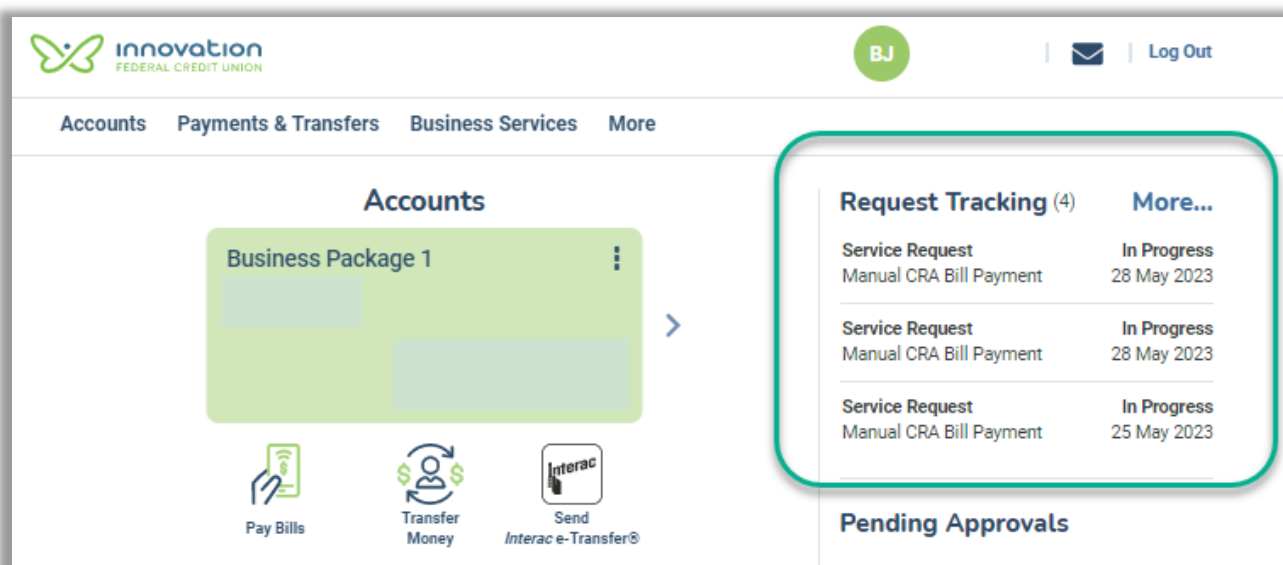 innovation
FEDERAL CREDIT UNION
BJ
| | Log Out
Accounts Payments & Transfers Business Services More
Accounts
Business Package 1
Pay Bills
Transfer
Money
Interac
Send
Interac e-Transfer®
Request Tracking (4) More...
Service Request In Progress
Manual CRA Bill Payment 28 May 2023
Service Request In Progress
Manual CRA Bill Payment 28 May 2023
Service Request In Progress
Manual CRA Bill Payment 25 May 2023
Pending Approvals